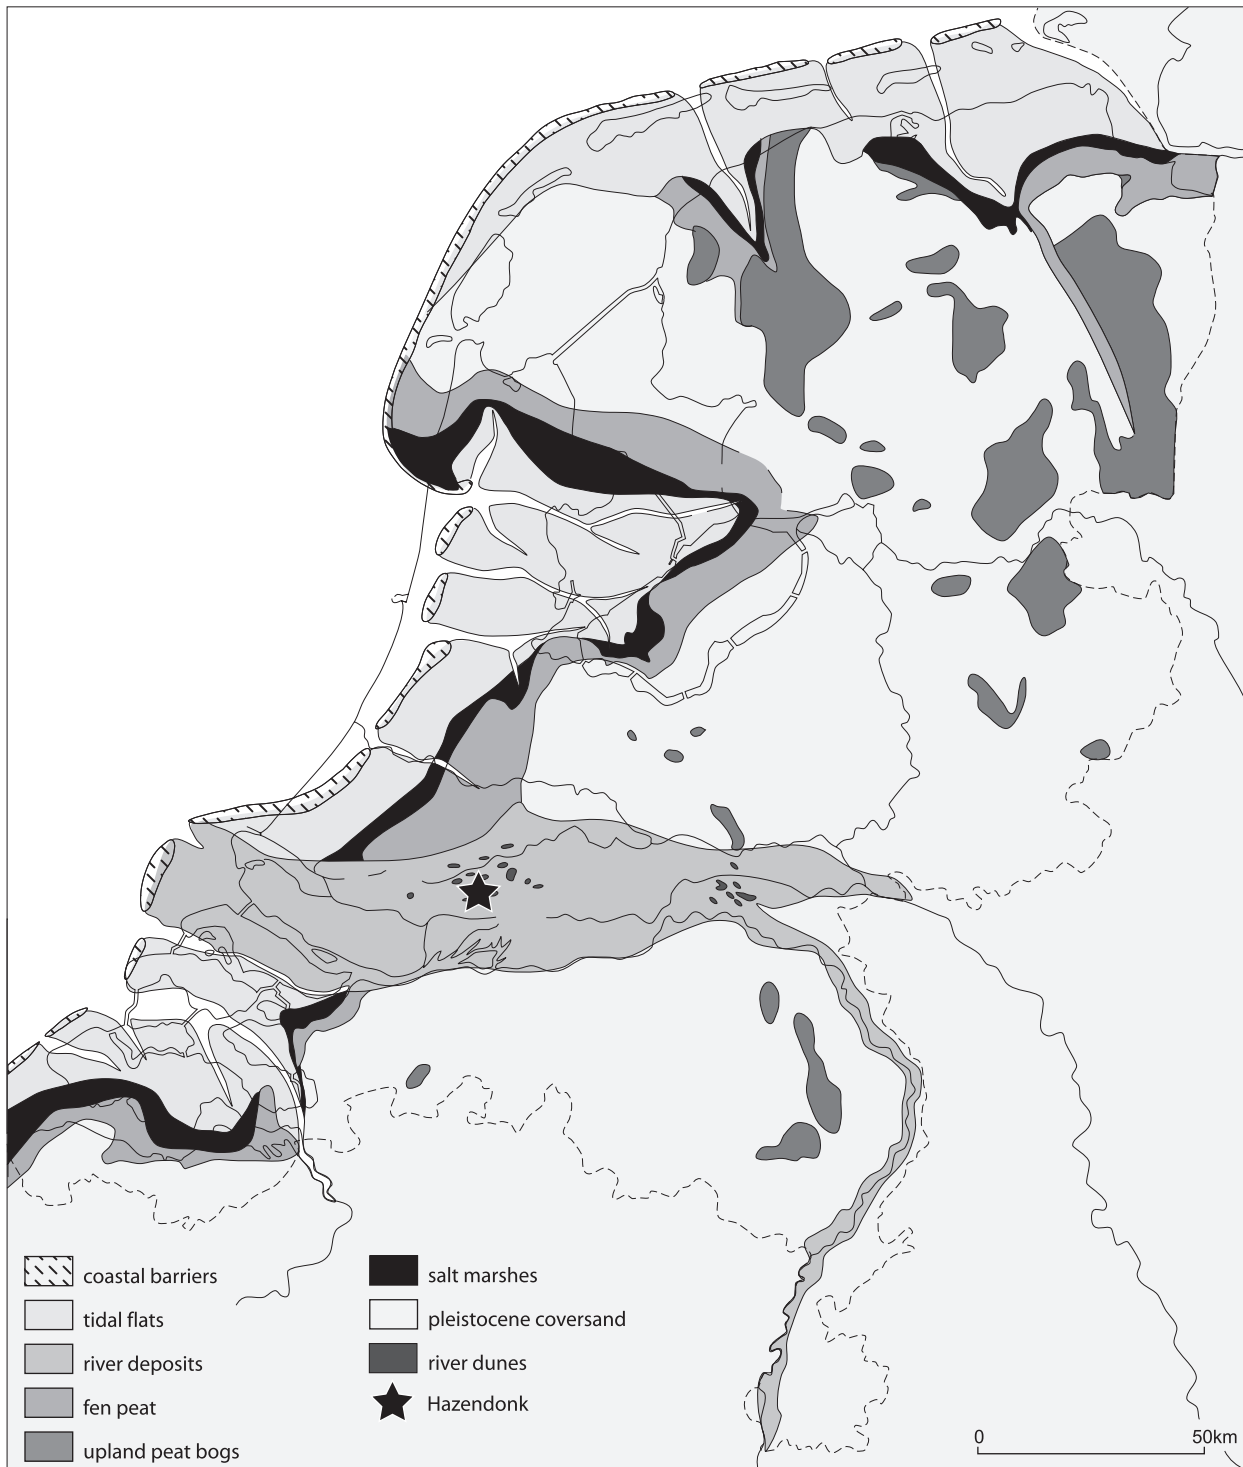 coastal barriers
tidal flats
river deposits
fen peat
upland peat bogs
salt marshes
pleistocene coversand
river dunes
Hazendonk
0 50km